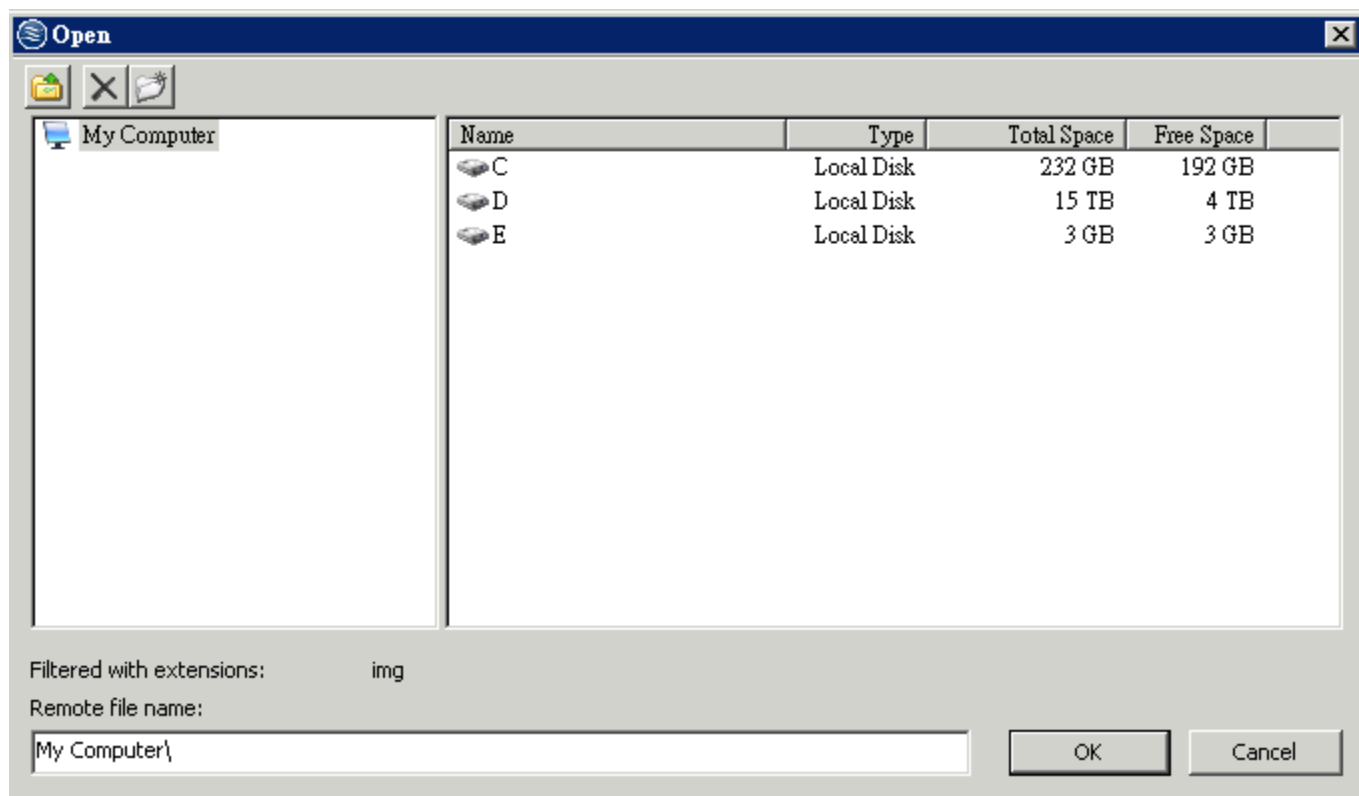 Open
My Computer
Name Type Total Space Free Space
C Local Disk 232 GB 192 GB
D Local Disk 15 TB 4 TB
E Local Disk 3 GB 3 GB
Filtered with extensions: img
Remote file name:
My Computer\
OK Cancel